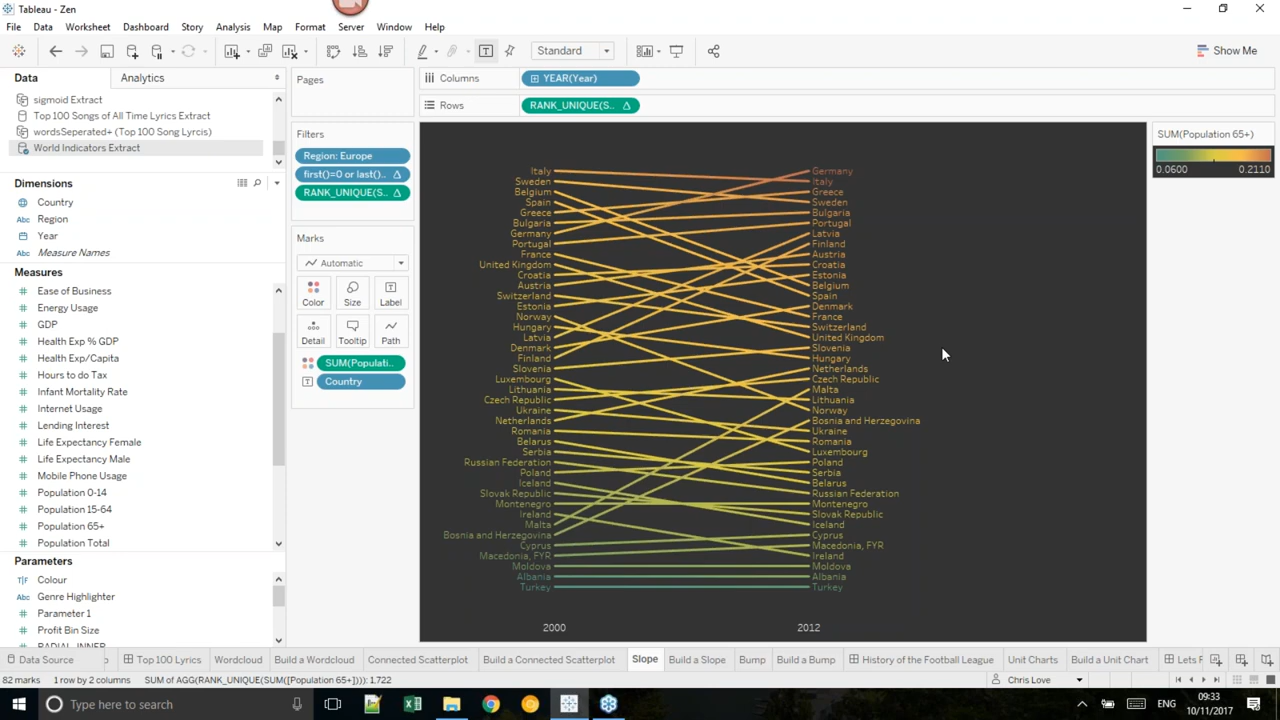 Tableau - Zen
File Data Worksheet Dashboard Story Analysis Map Format Server Window Help
Standard
Show Me
Data
Analytics
sigmoid Extract
Top 100 Songs of All Time Lyrics Extract
wordsSeperated+ (Top 100 Song Lyrcis)
World Indicators Extract
Dimensions
Country
Abc Region
Year
Abc Measure Names
Measures
Ease of Business
Energy Usage
GDP
Health Exp % GDP
Health Exp/Capita
Hours to do Tax
Infant Mortality Rate
Internet Usage
Lending Interest
Life Expectancy Female
Life Expectancy Male
Mobile Phone Usage
Population 0-14
Population 15-64
Population 65+
Population Total
Parameters
Colour
Abc Genre Highlighter
Parameter 1
Profit Bin Size
RADIAL_INNER
Pages
Filters
Region: Europe
first()=0 or last()..
RANK_UNIQUE(S..
Marks
Automatic
Color Size Label
Detail Tooltip Path
SUM(Populati..
Country
Columns YEAR(Year)
Rows RANK_UNIQUE(S..
Italy
Sweden
Belgium
Spain
Greece
Bulgaria
Germany
Portugal
France
United Kingdom
Croatia
Austria
Switzerland
Estonia
Norway
Hungary
Latvia
Denmark
Finland
Slovenia
Luxembourg
Lithuania
Czech Republic
Ukraine
Netherlands
Romania
Belarus
Serbia
Russian Federation
Poland
Iceland
Slovak Republic
Montenegro
Ireland
Malta
Bosnia and Herzegovina
Cyprus
Macedonia, FYR
Moldova
Albania
Turkey
Germany
Italy
Greece
Sweden
Bulgaria
Portugal
Latvia
Finland
Austria
Croatia
Estonia
Belgium
Spain
Denmark
France
Switzerland
United Kingdom
Slovenia
Hungary
Netherlands
Czech Republic
Malta
Lithuania
Norway
Bosnia and Herzegovina
Ukraine
Romania
Luxembourg
Poland
Serbia
Belarus
Russian Federation
Montenegro
Slovak Republic
Iceland
Cyprus
Macedonia, FYR
Ireland
Moldova
Albania
Turkey
2000 2012
SUM(Population 65+)
0.0600 0.2110
Data Source Top 100 Lyrics Wordcloud Build a Wordcloud Connected Scatterplot Build a Connected Scatterplot Slope Build a Slope Bump Build a Bump History of the Football League Unit Charts Build a Unit Chart Lets F
82 marks 1 row by 2 columns SUM of AGG(RANK_UNIQUE(SUM([Population 65+]))): 1,722 Chris Love
Type here to search
ENG
09:33
10/11/2017